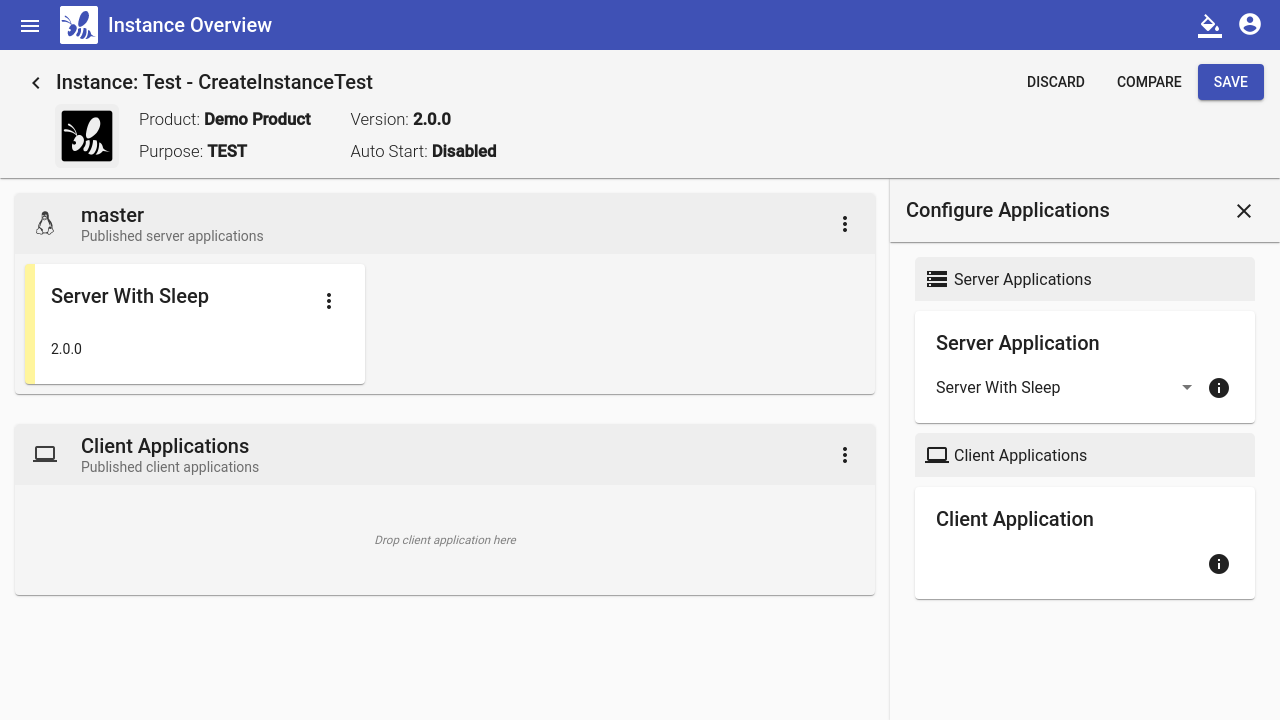 Instance Overview
Instance: Test - CreateInstanceTest
DISCARD
COMPARE
SAVE
Product: Demo Product
Version: 2.0.0
Purpose: TEST
Auto Start: Disabled
master
Published server applications
Server With Sleep
2.0.0
Client Applications
Published client applications
Drop client application here
Configure Applications
Server Applications
Server Application
Server With Sleep
Client Applications
Client Application